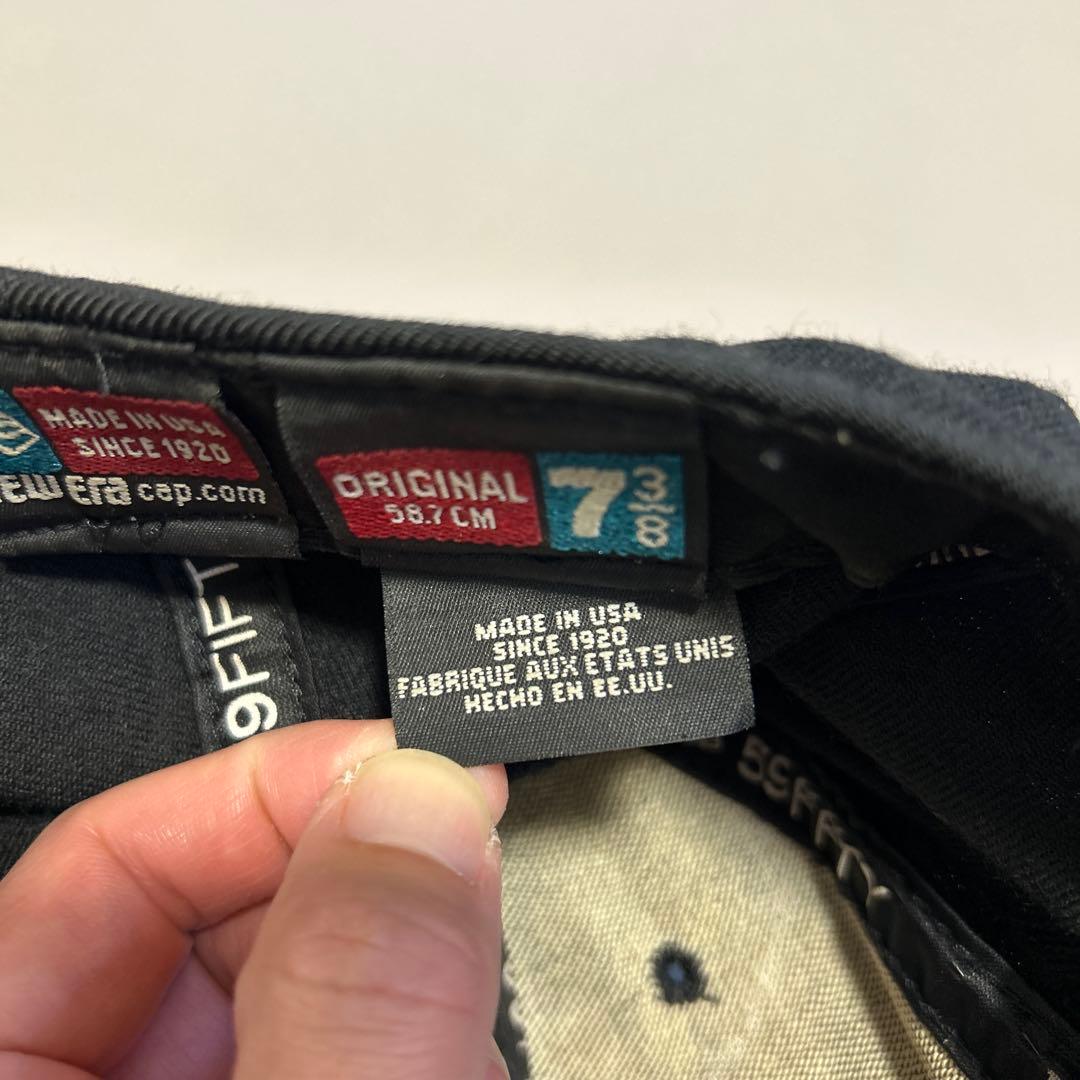 MADE IN USA
SINCE 1920
EW ERA cap.com
ORIGINAL
58.7 CM
7 3/8
MADE IN USA
SINCE 1920
FABRIQUE AUX ETATS UNIS
HECHO EN EE.UU.
9FIFT
59FIFTY